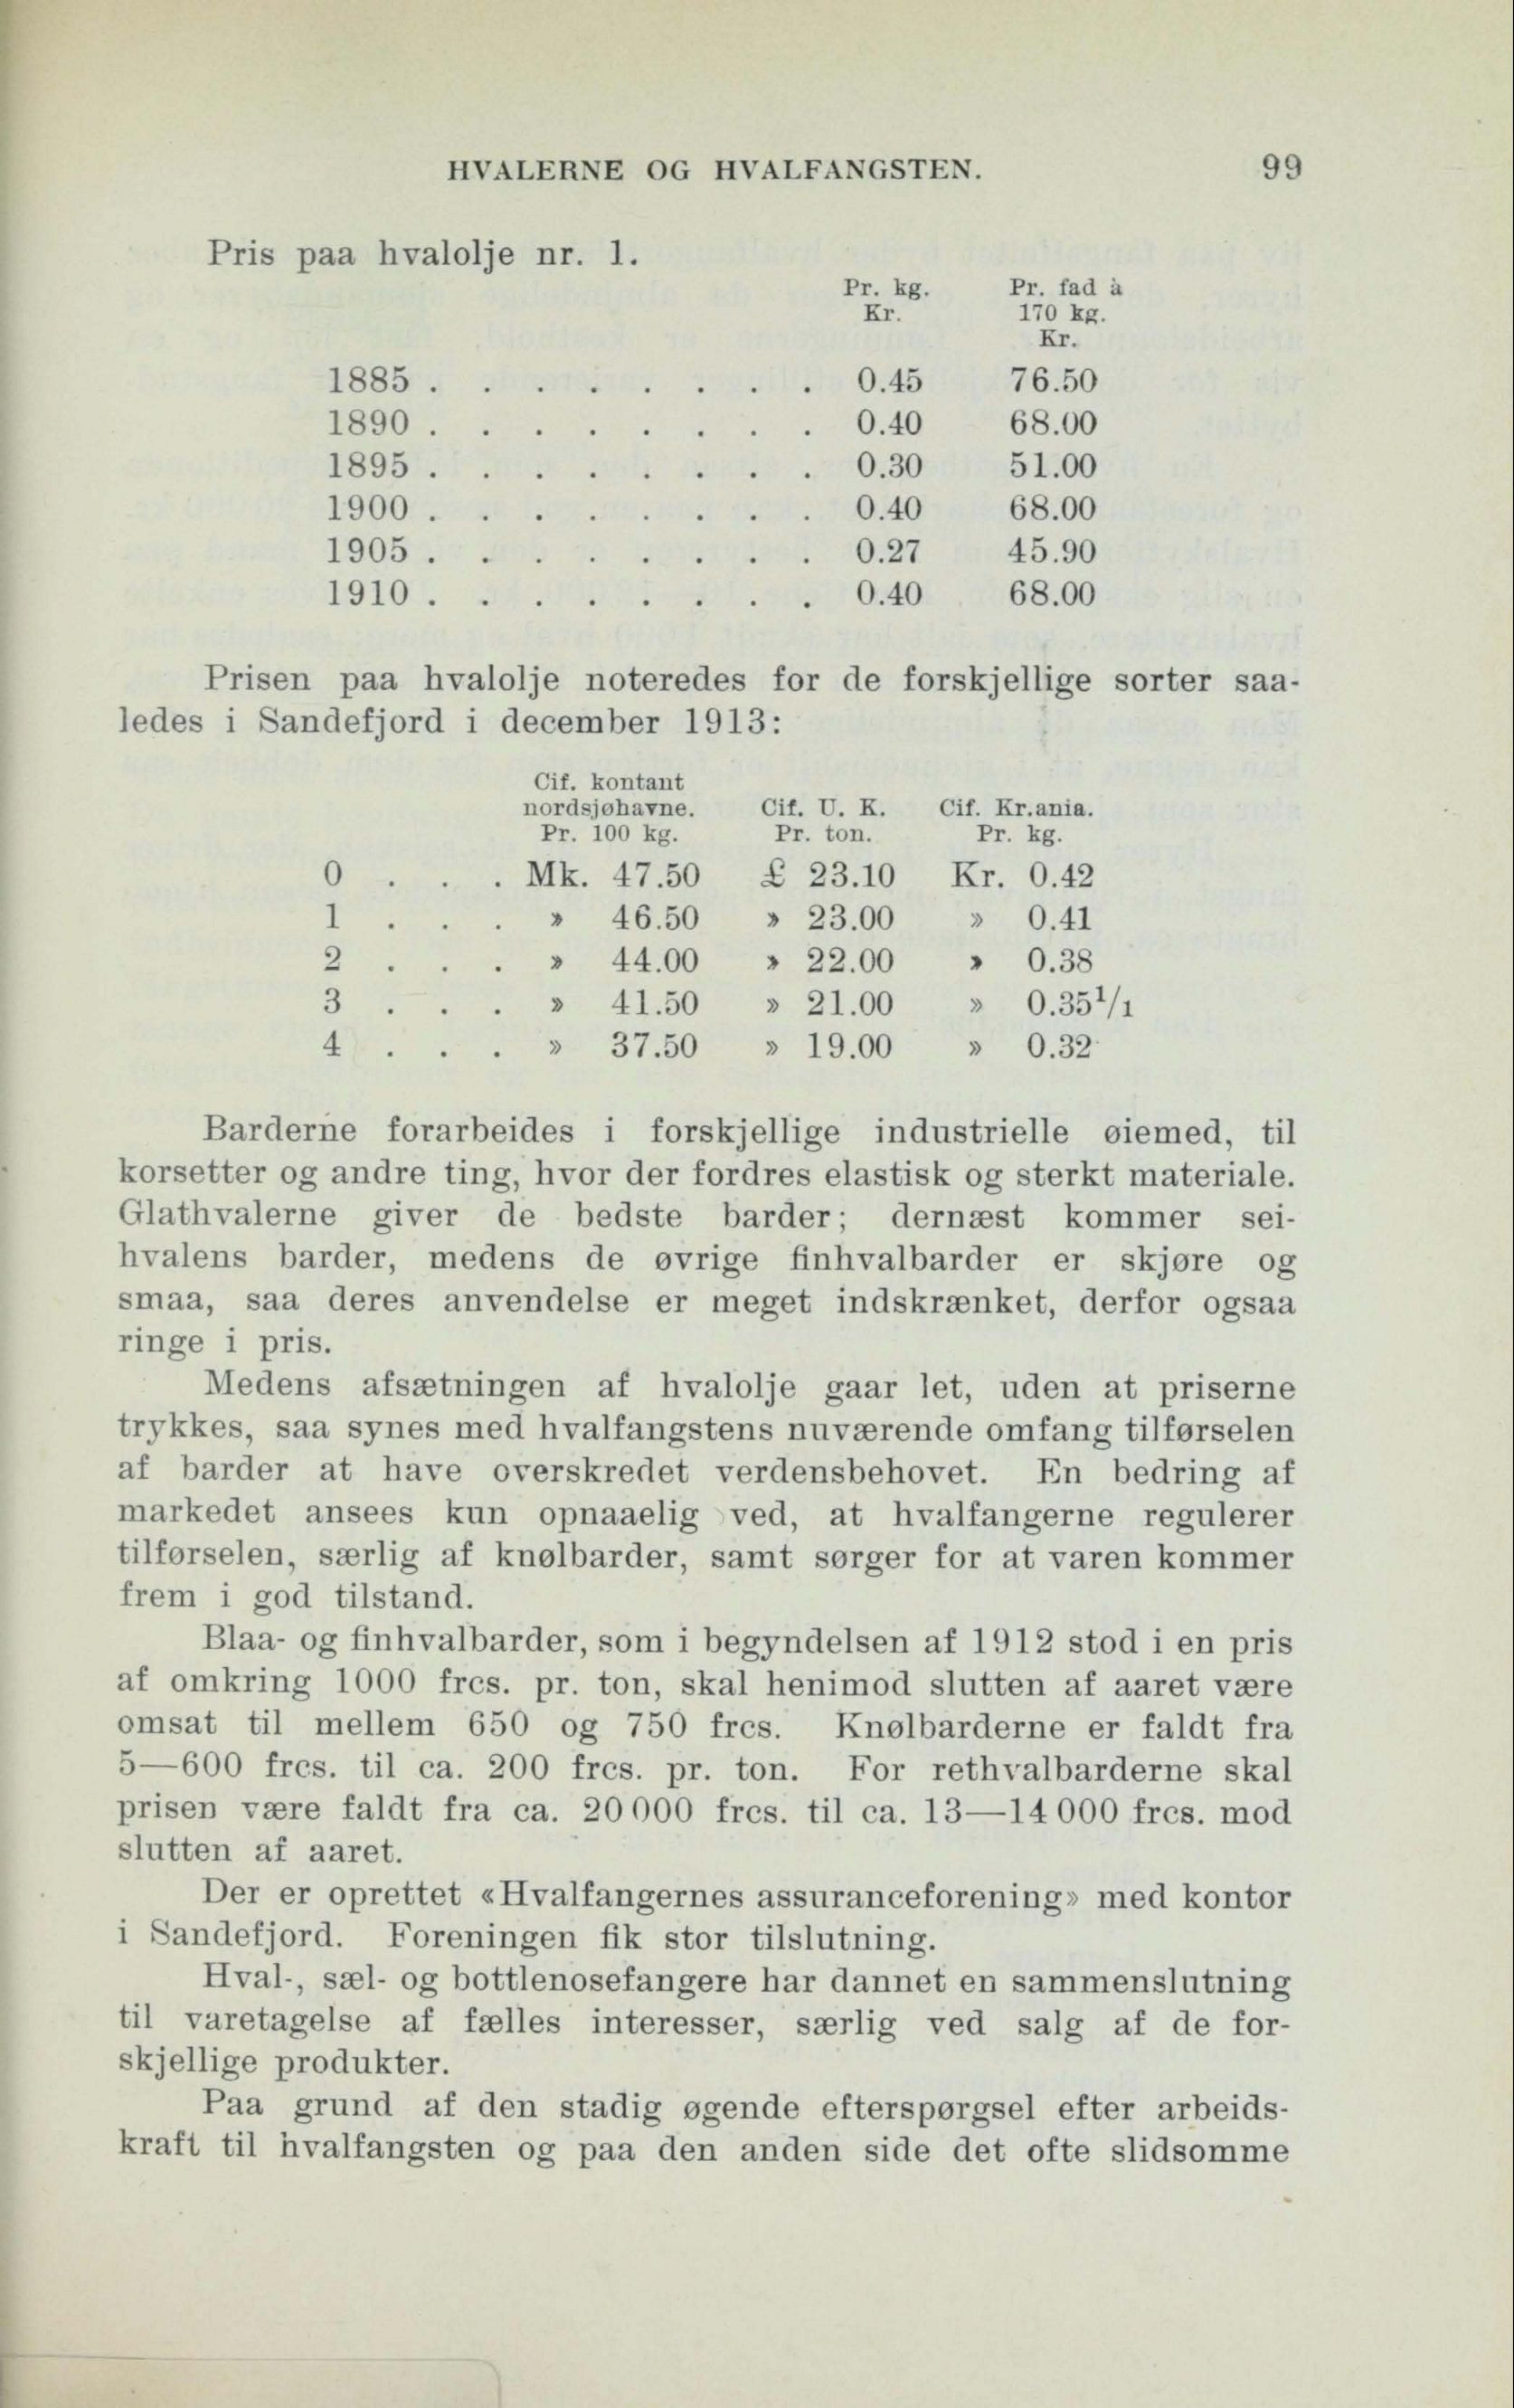 HVALERNE OG HVALFANGSTEN. 99
Pris paa hvalolje nr. 1.
Pr. kg. Pr. fad à
Kr. 170 kg.
Kr.
1885 . . . . . . . . 0.45 76.50
1890 . . . . . . . . 0.40 68.00
1895 . . . . . . . . 0.30 51.00
1900 . . . . . . . . 0.40 68.00
1905 . . . . . . . . 0.27 45.90
1910 . . . . . . . . 0.40 68.00
Prisen paa hvalolje noteredes for de forskjellige sorter saa-
ledes i Sandefjord i december 1913:
Cif. kontant
nordsjøhavne. Cif. U. K. Cif. Kr.ania.
Pr. 100 kg. Pr. ton. Pr. kg.
0 . . . Mk. 47.50 £ 23.10 Kr. 0.42
1 . . . » 46.50 » 23.00 » 0.41
2 . . . » 44.00 » 22.00 » 0.38
3 . . . » 41.50 » 21.00 » 0.35¹/1
4 . . . » 37.50 » 19.00 » 0.32
Barderne forarbeides i forskjellige industrielle øiemed, til
korsetter og andre ting, hvor der fordres elastisk og sterkt materiale.
Glathvalerne giver de bedste barder; dernæst kommer sei-
hvalens barder, medens de øvrige finhvalbarder er skjøre og
smaa, saa deres anvendelse er meget indskrænket, derfor ogsaa
ringe i pris.
Medens afsætningen af hvalolje gaar let, uden at priserne
trykkes, saa synes med hvalfangstens nuværende omfang tilførselen
af barder at have overskredet verdensbehovet. En bedring af
markedet ansees kun opnaaelig ved, at hvalfangerne regulerer
tilførselen, særlig af knølbarder, samt sørger for at varen kommer
frem i god tilstand.
Blaa- og finhvalbarder, som i begyndelsen af 1912 stod i en pris
af omkring 1000 frcs. pr. ton, skal henimod slutten af aaret være
omsat til mellem 650 og 750 frcs. Knølbarderne er faldt fra
5—600 frcs. til ca. 200 frcs. pr. ton. For rethvalbarderne skal
prisen være faldt fra ca. 20 000 frcs. til ca. 13—14 000 frcs. mod
slutten af aaret.
Der er oprettet «Hvalfangernes assuranceforening» med kontor
i Sandefjord. Foreningen fik stor tilslutning.
Hval-, sæl- og bottlenosefangere har dannet en sammenslutning
til varetagelse af fælles interesser, særlig ved salg af de for-
skjellige produkter.
Paa grund af den stadig øgende efterspørgsel efter arbeids-
kraft til hvalfangsten og paa den anden side det ofte slidsomme